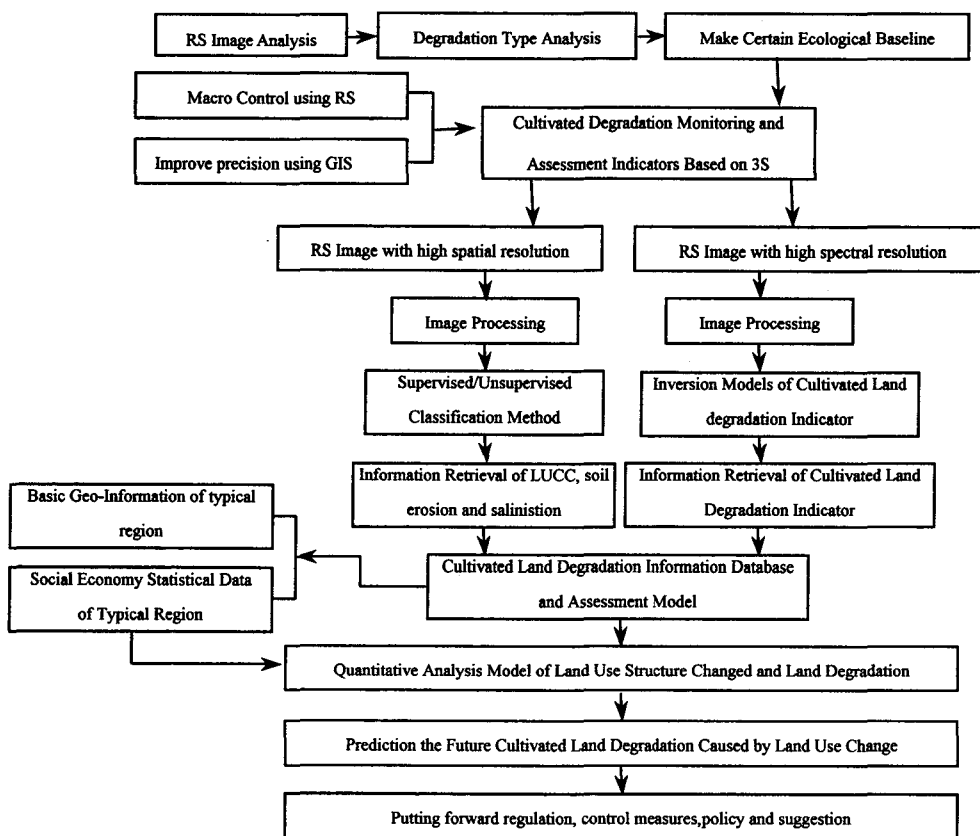 RS Image Analysis
Degradation Type Analysis
Make Certain Ecological Baseline
Macro Control using RS
Improve precision using GIS
Cultivated Degradation Monitoring and
Assessment Indicators Based on 3S
RS Image with high spatial resolution
RS Image with high spectral resolution
Image Processing
Image Processing
Supervised/Unsupervised
Classification Method
Inversion Models of Cultivated Land
degradation Indicator
Information Retrieval of LUCC, soil
erosion and salinistion
Information Retrieval of Cultivated Land
Degradation Indicator
Basic Geo-Information of typical
region
Social Economy Statistical Data
of Typical Region
Cultivated Land Degradation Information Database
and Assessment Model
Quantitative Analysis Model of Land Use Structure Changed and Land Degradation
Prediction the Future Cultivated Land Degradation Caused by Land Use Change
Putting forward regulation, control measures,policy and suggestion